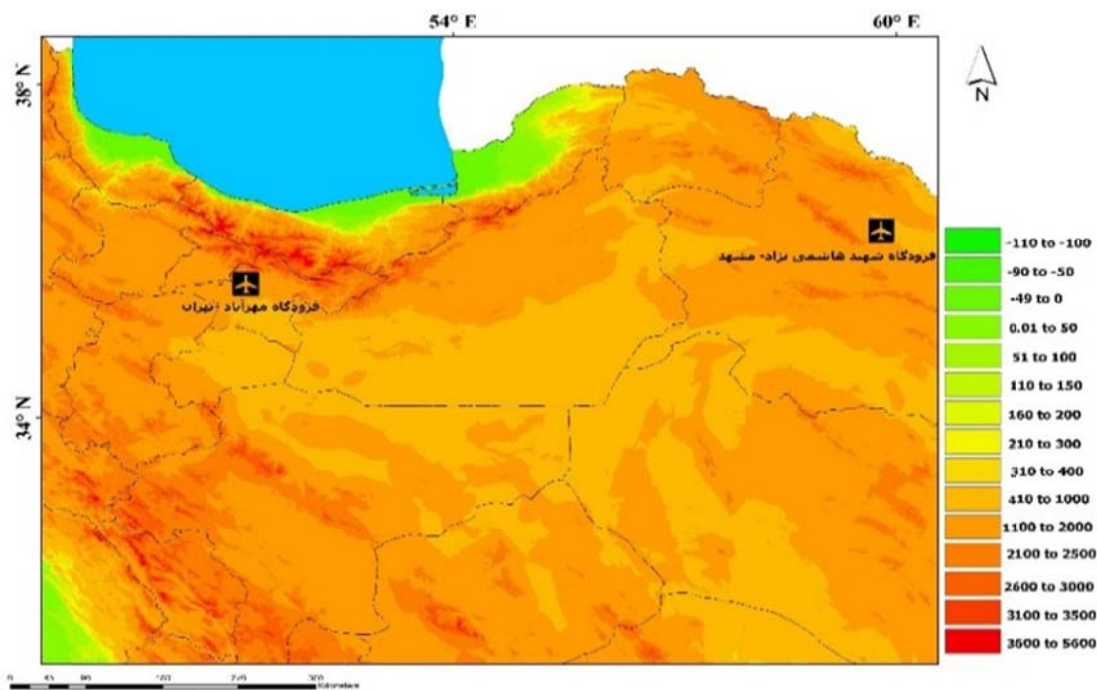 54° E
60° E
38° N
N
فرودگاه شهید هاشمی نژاد- مشهد
فرودگاه مهرآباد -تهران
34° N
-110 to -100
-90 to -50
-49 to 0
0.01 to 50
51 to 100
110 to 150
160 to 200
210 to 300
310 to 400
410 to 1000
1100 to 2000
2100 to 2500
2600 to 3000
3100 to 3500
3600 to 5600
0
300
Kilometers